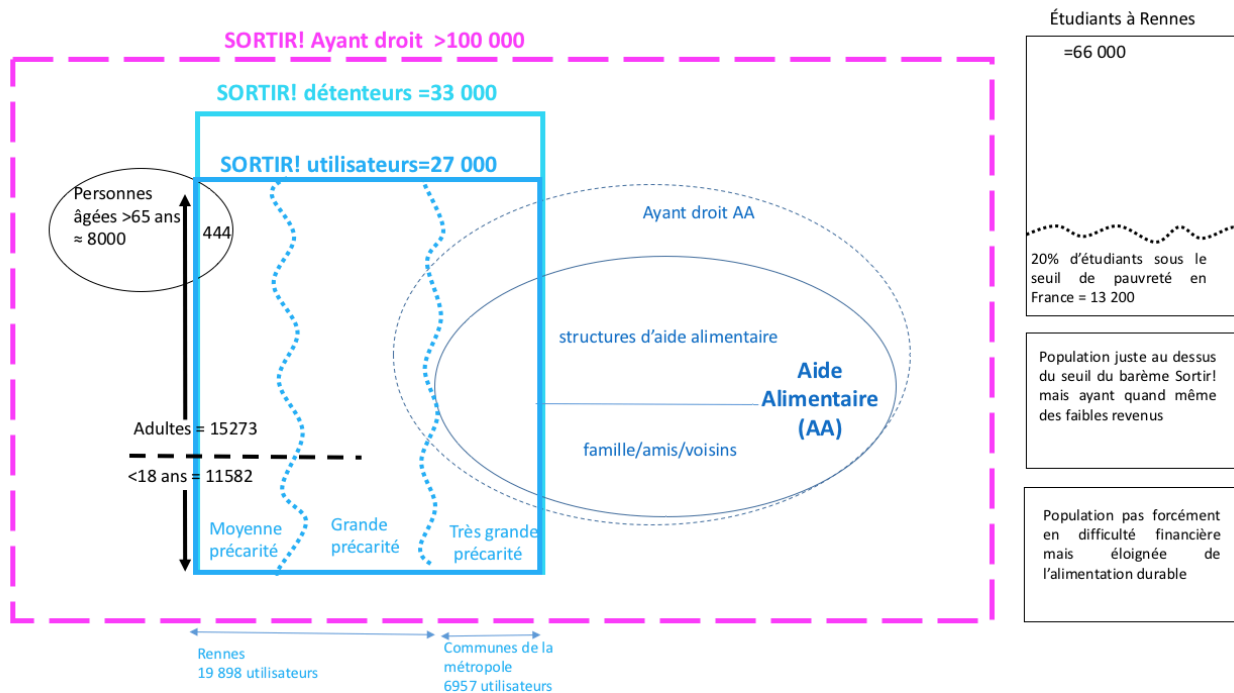 SORTIR! Ayant droit >100 000
SORTIR! détenteurs =33 000
SORTIR! utilisateurs=27 000
Personnes
âgées >65 ans
≈ 8000
444
Ayant droit AA
structures d'aide alimentaire
Aide
Alimentaire
(AA)
famille/amis/voisins
Adultes = 15273
<18 ans = 11582
Moyenne
précarité
Grande
précarité
Très grande
précarité
Rennes
19 898 utilisateurs
Communes de la
métropole
6957 utilisateurs
Étudiants à Rennes
=66 000
20% d'étudiants sous le
seuil de pauvreté en
France = 13 200
Population juste au dessus
du seuil du barème Sortir!
mais ayant quand même
des faibles revenus
Population pas forcément
en difficulté financière
mais éloignée de
l'alimentation durable